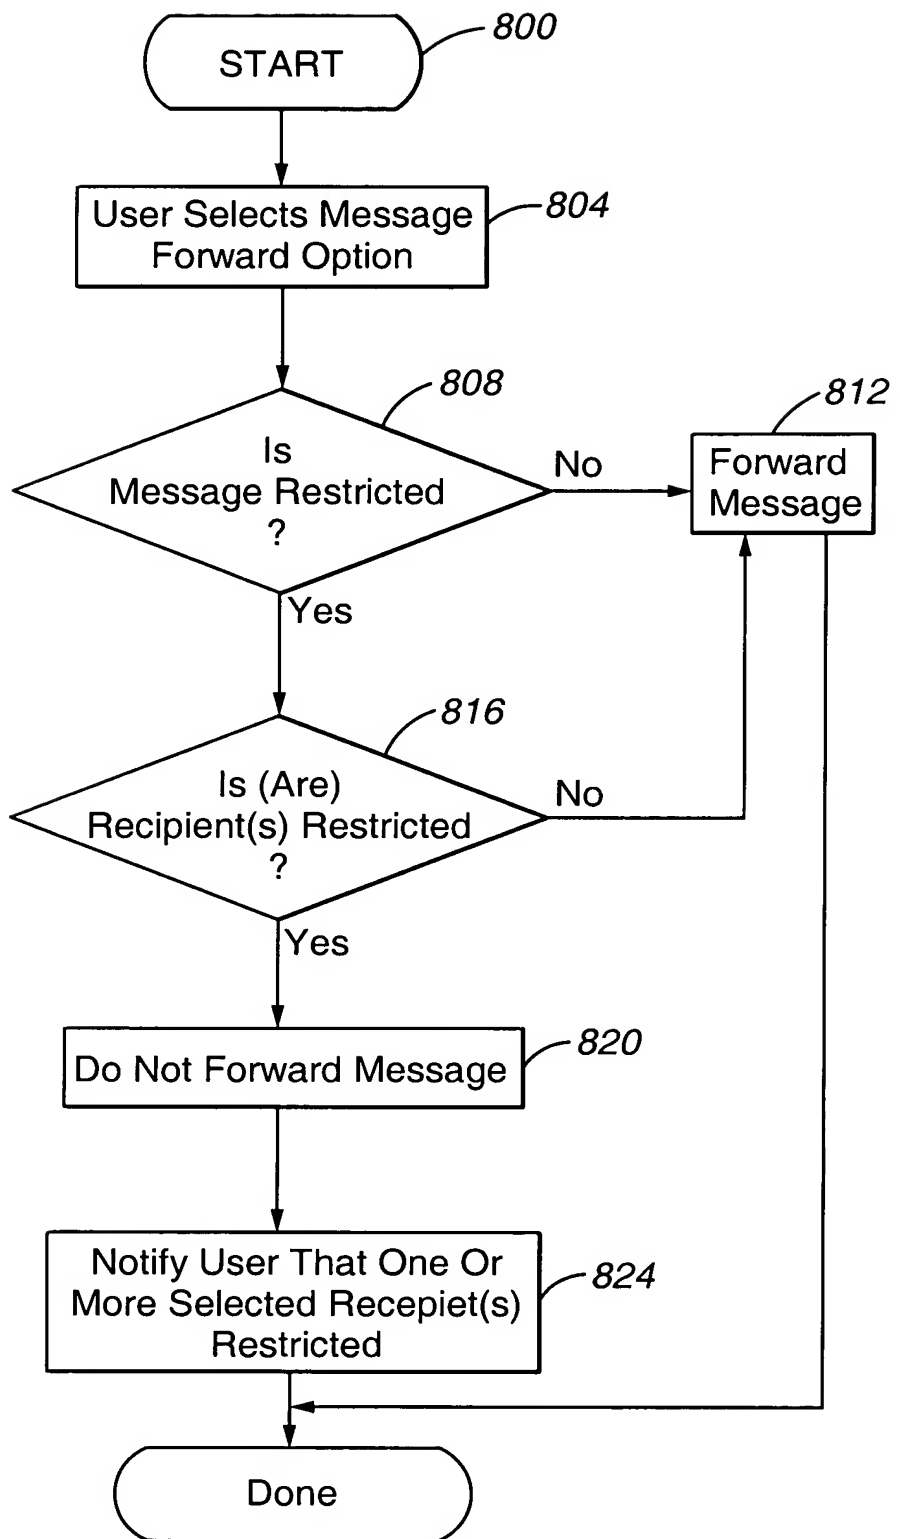 START
800
User Selects Message
Forward Option
804
808
Is
Message Restricted
?
No
812
Forward
Message
Yes
816
Is (Are)
Recipient(s) Restricted
?
No
Yes
Do Not Forward Message
820
Notify User That One Or
More Selected Recepiet(s)
Restricted
824
Done